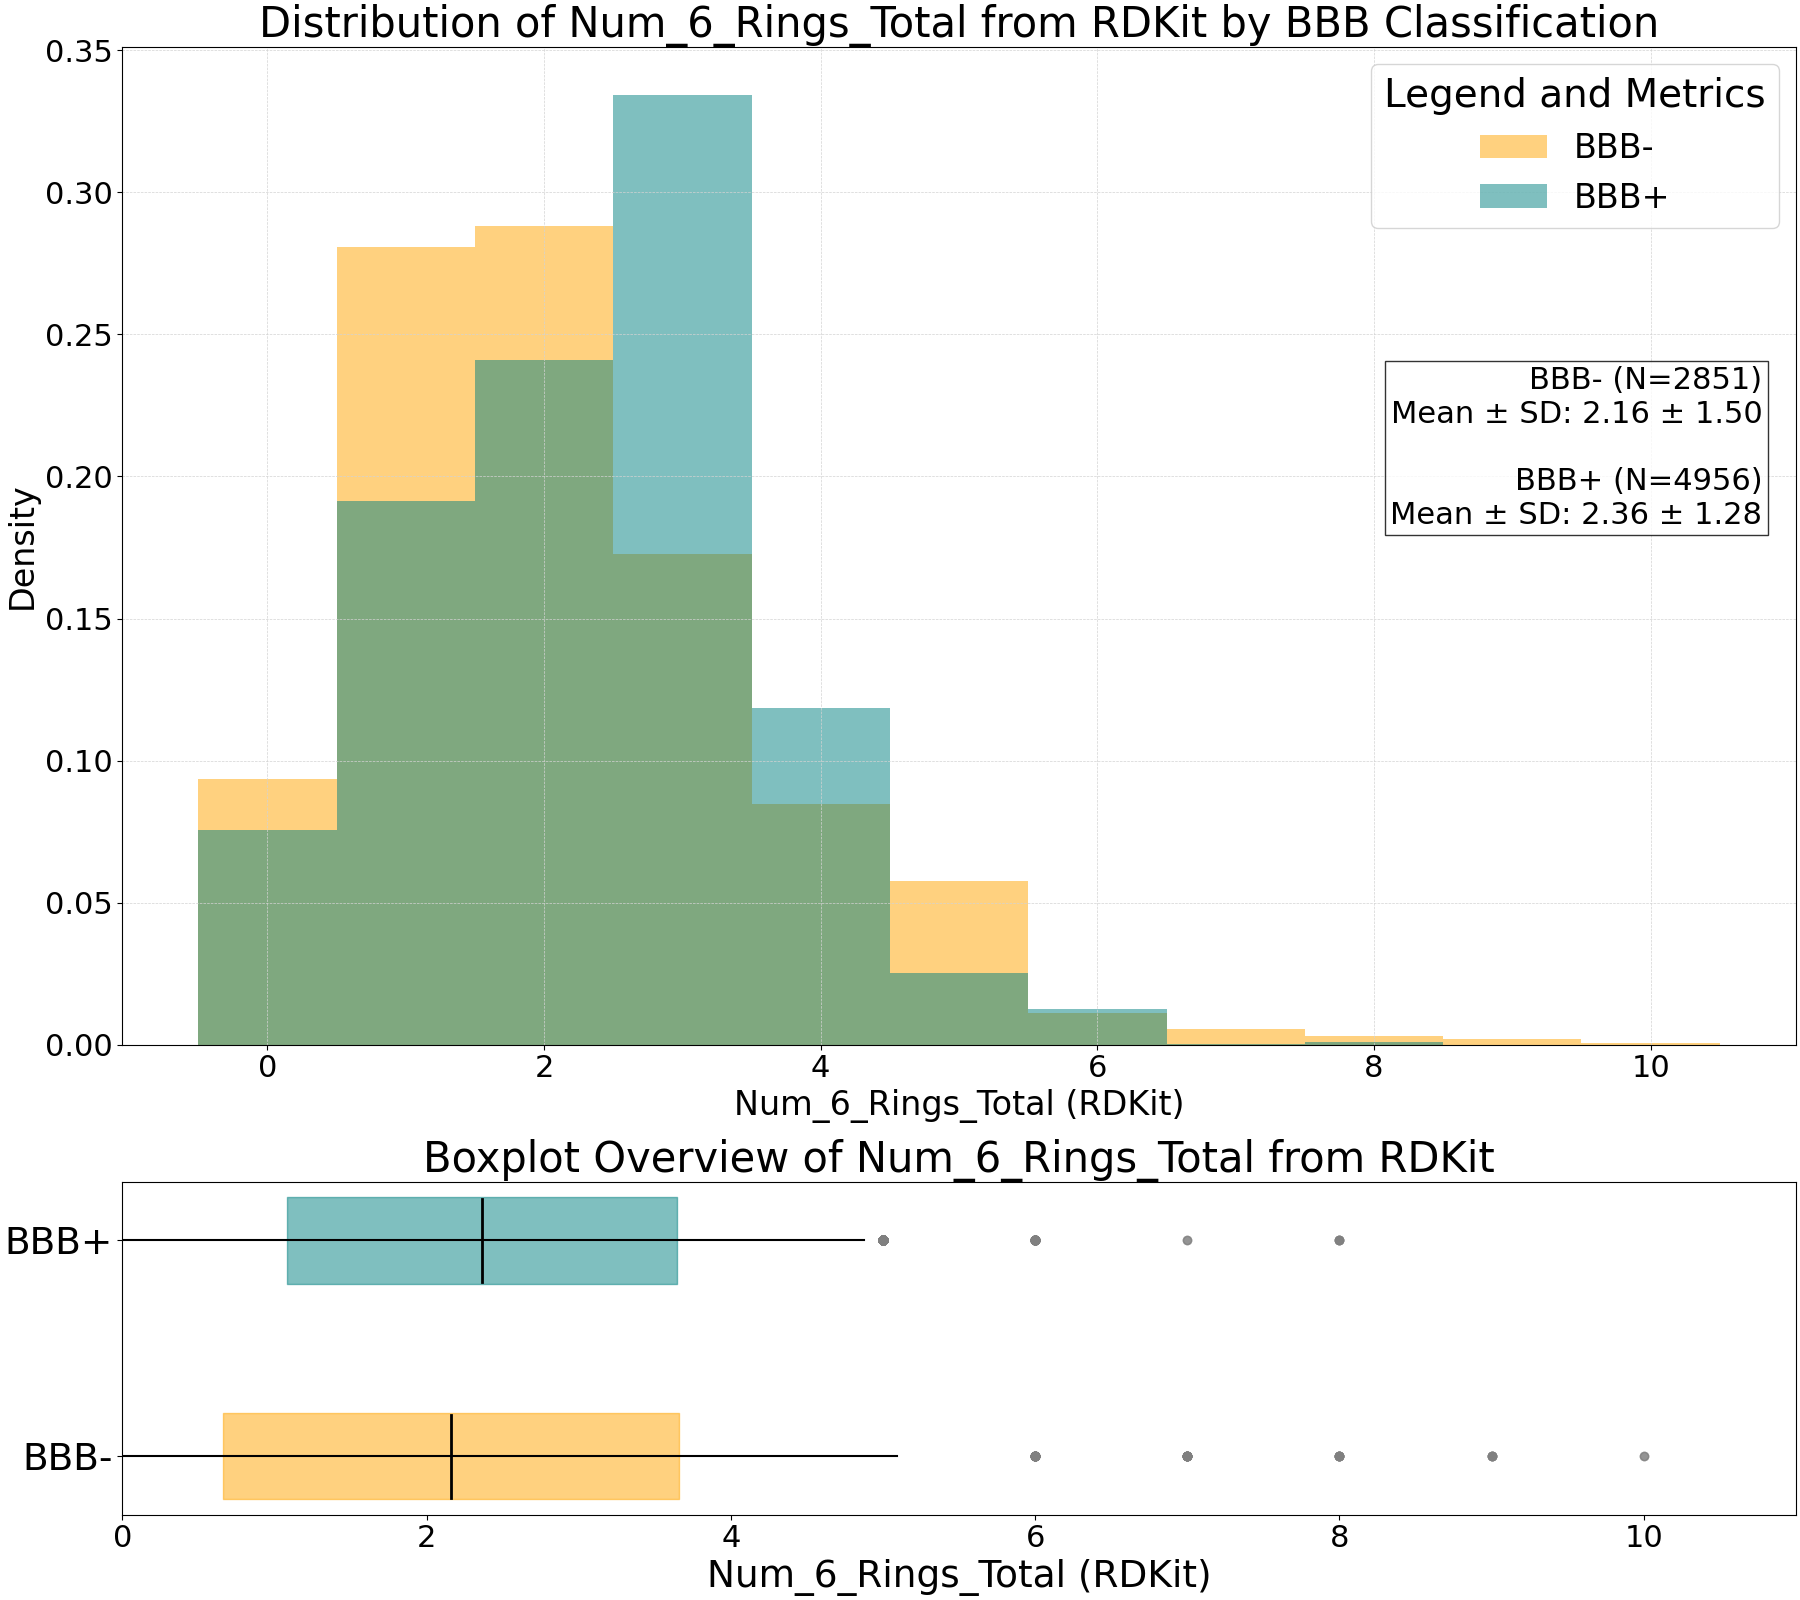 Distribution of Num_6_Rings_Total from RDKit by BBB Classification
0.35
0.30
0.25
0.20
0.15
0.10
0.05
0.00
Density
Legend and Metrics
BBB-
BBB+
BBB- (N=2851)
Mean ± SD: 2.16 ± 1.50
BBB+ (N=4956)
Mean ± SD: 2.36 ± 1.28
0 2 4 6 8 10
Num_6_Rings_Total (RDKit)
Boxplot Overview of Num_6_Rings_Total from RDKit
BBB+
BBB-
0 2 4 6 8 10
Num_6_Rings_Total (RDKit)